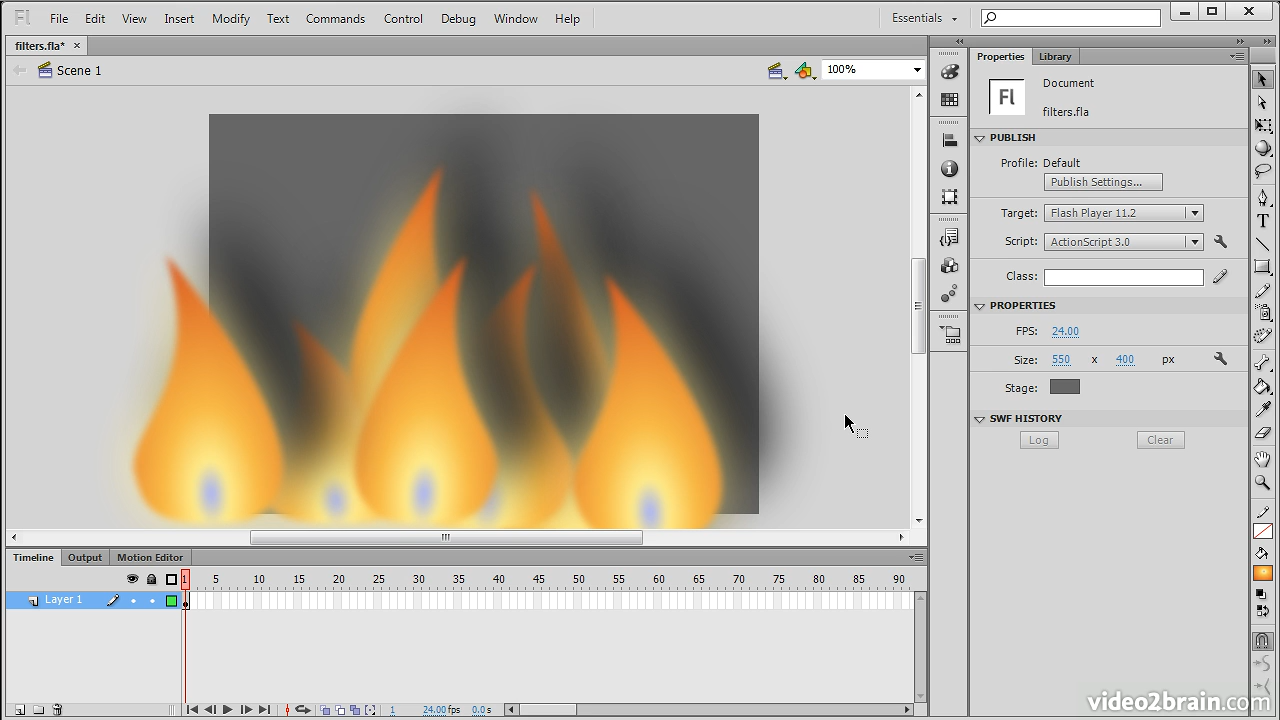 Fl File Edit View Insert Modify Text Commands Control Debug Window Help Essentials
filters.fla* ×
Scene 1 100%
Properties Library
Fl Document
filters.fla
PUBLISH
Profile: Default
Publish Settings...
Target: Flash Player 11.2
Script: ActionScript 3.0
Class:
PROPERTIES
FPS: 24.00
Size: 550 x 400 px
Stage:
SWF HISTORY
Log Clear
Timeline Output Motion Editor
1 5 10 15 20 25 30 35 40 45 50 55 60 65 70 75 80 85 90
Layer 1
1 24.00 fps 0.0 s
video2brain.com